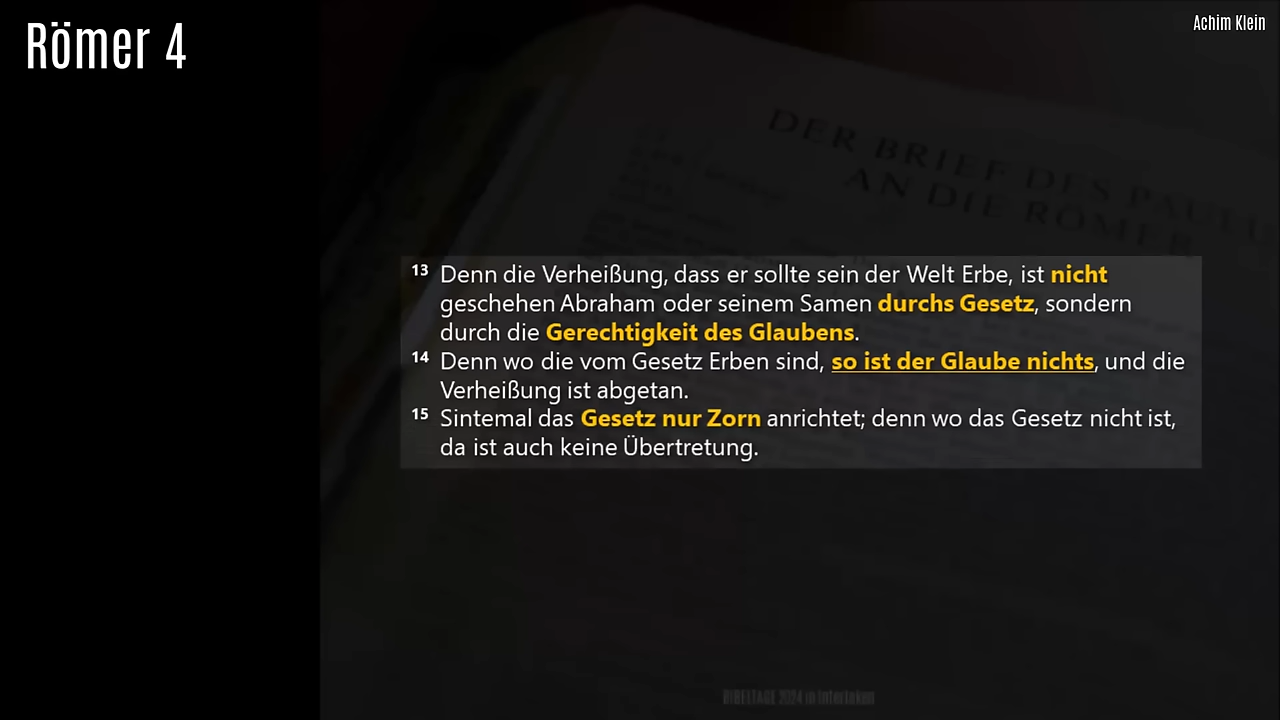 Römer 4
Achim Klein
DER BRIEF DES PAULUS
AN DIE RÖMER
13 Denn die Verheißung, dass er sollte sein der Welt Erbe, ist nicht
geschehen Abraham oder seinem Samen durchs Gesetz, sondern
durch die Gerechtigkeit des Glaubens.
14 Denn wo die vom Gesetz Erben sind, so ist der Glaube nichts, und die
Verheißung ist abgetan.
15 Sintemal das Gesetz nur Zorn anrichtet; denn wo das Gesetz nicht ist,
da ist auch keine Übertretung.
BIBELTAGE 2024 in Interlaken